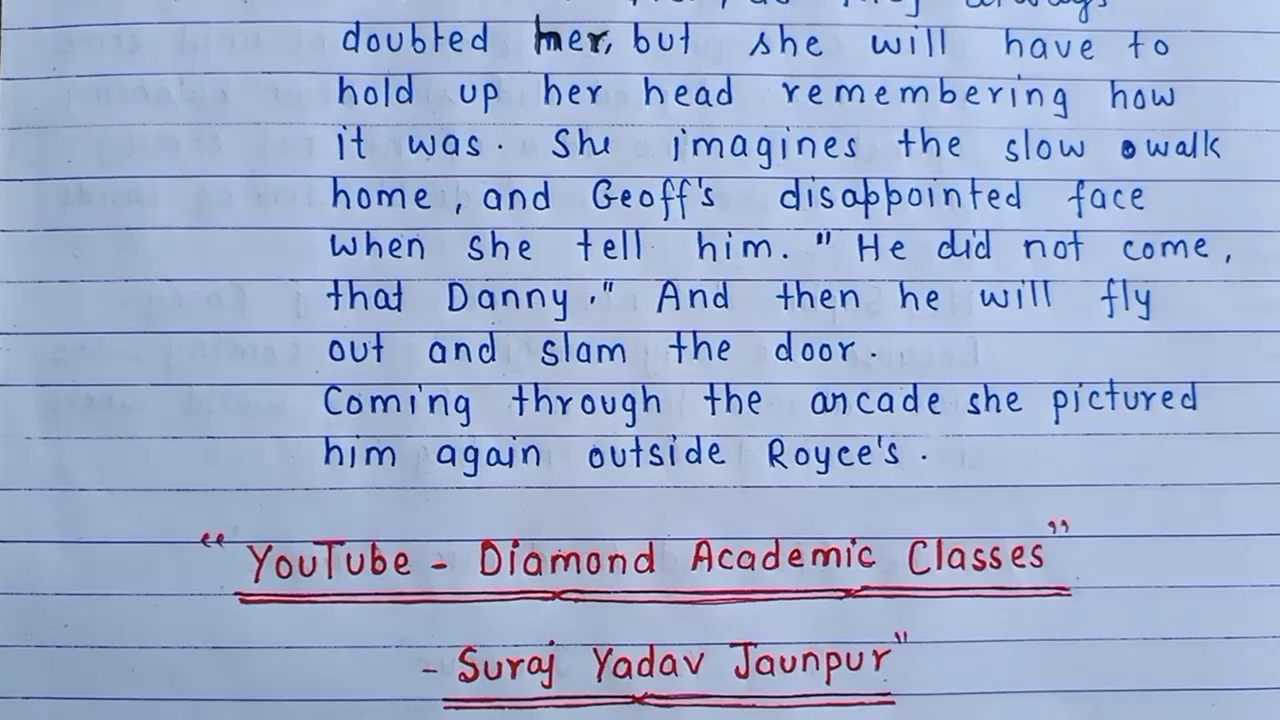 always
doubted her, but she will have to
hold up her head remembering how
it was. She imagines the slow walk
home, and Geoff's disappointed face
when she tell him. " He did not come,
that Danny." And then he will fly
out and slam the door.
Coming through the arcade she pictured
him again outside Royce's.
"YouTube - Diamond Academic Classes"
- Suraj Yadav Jaunpur"